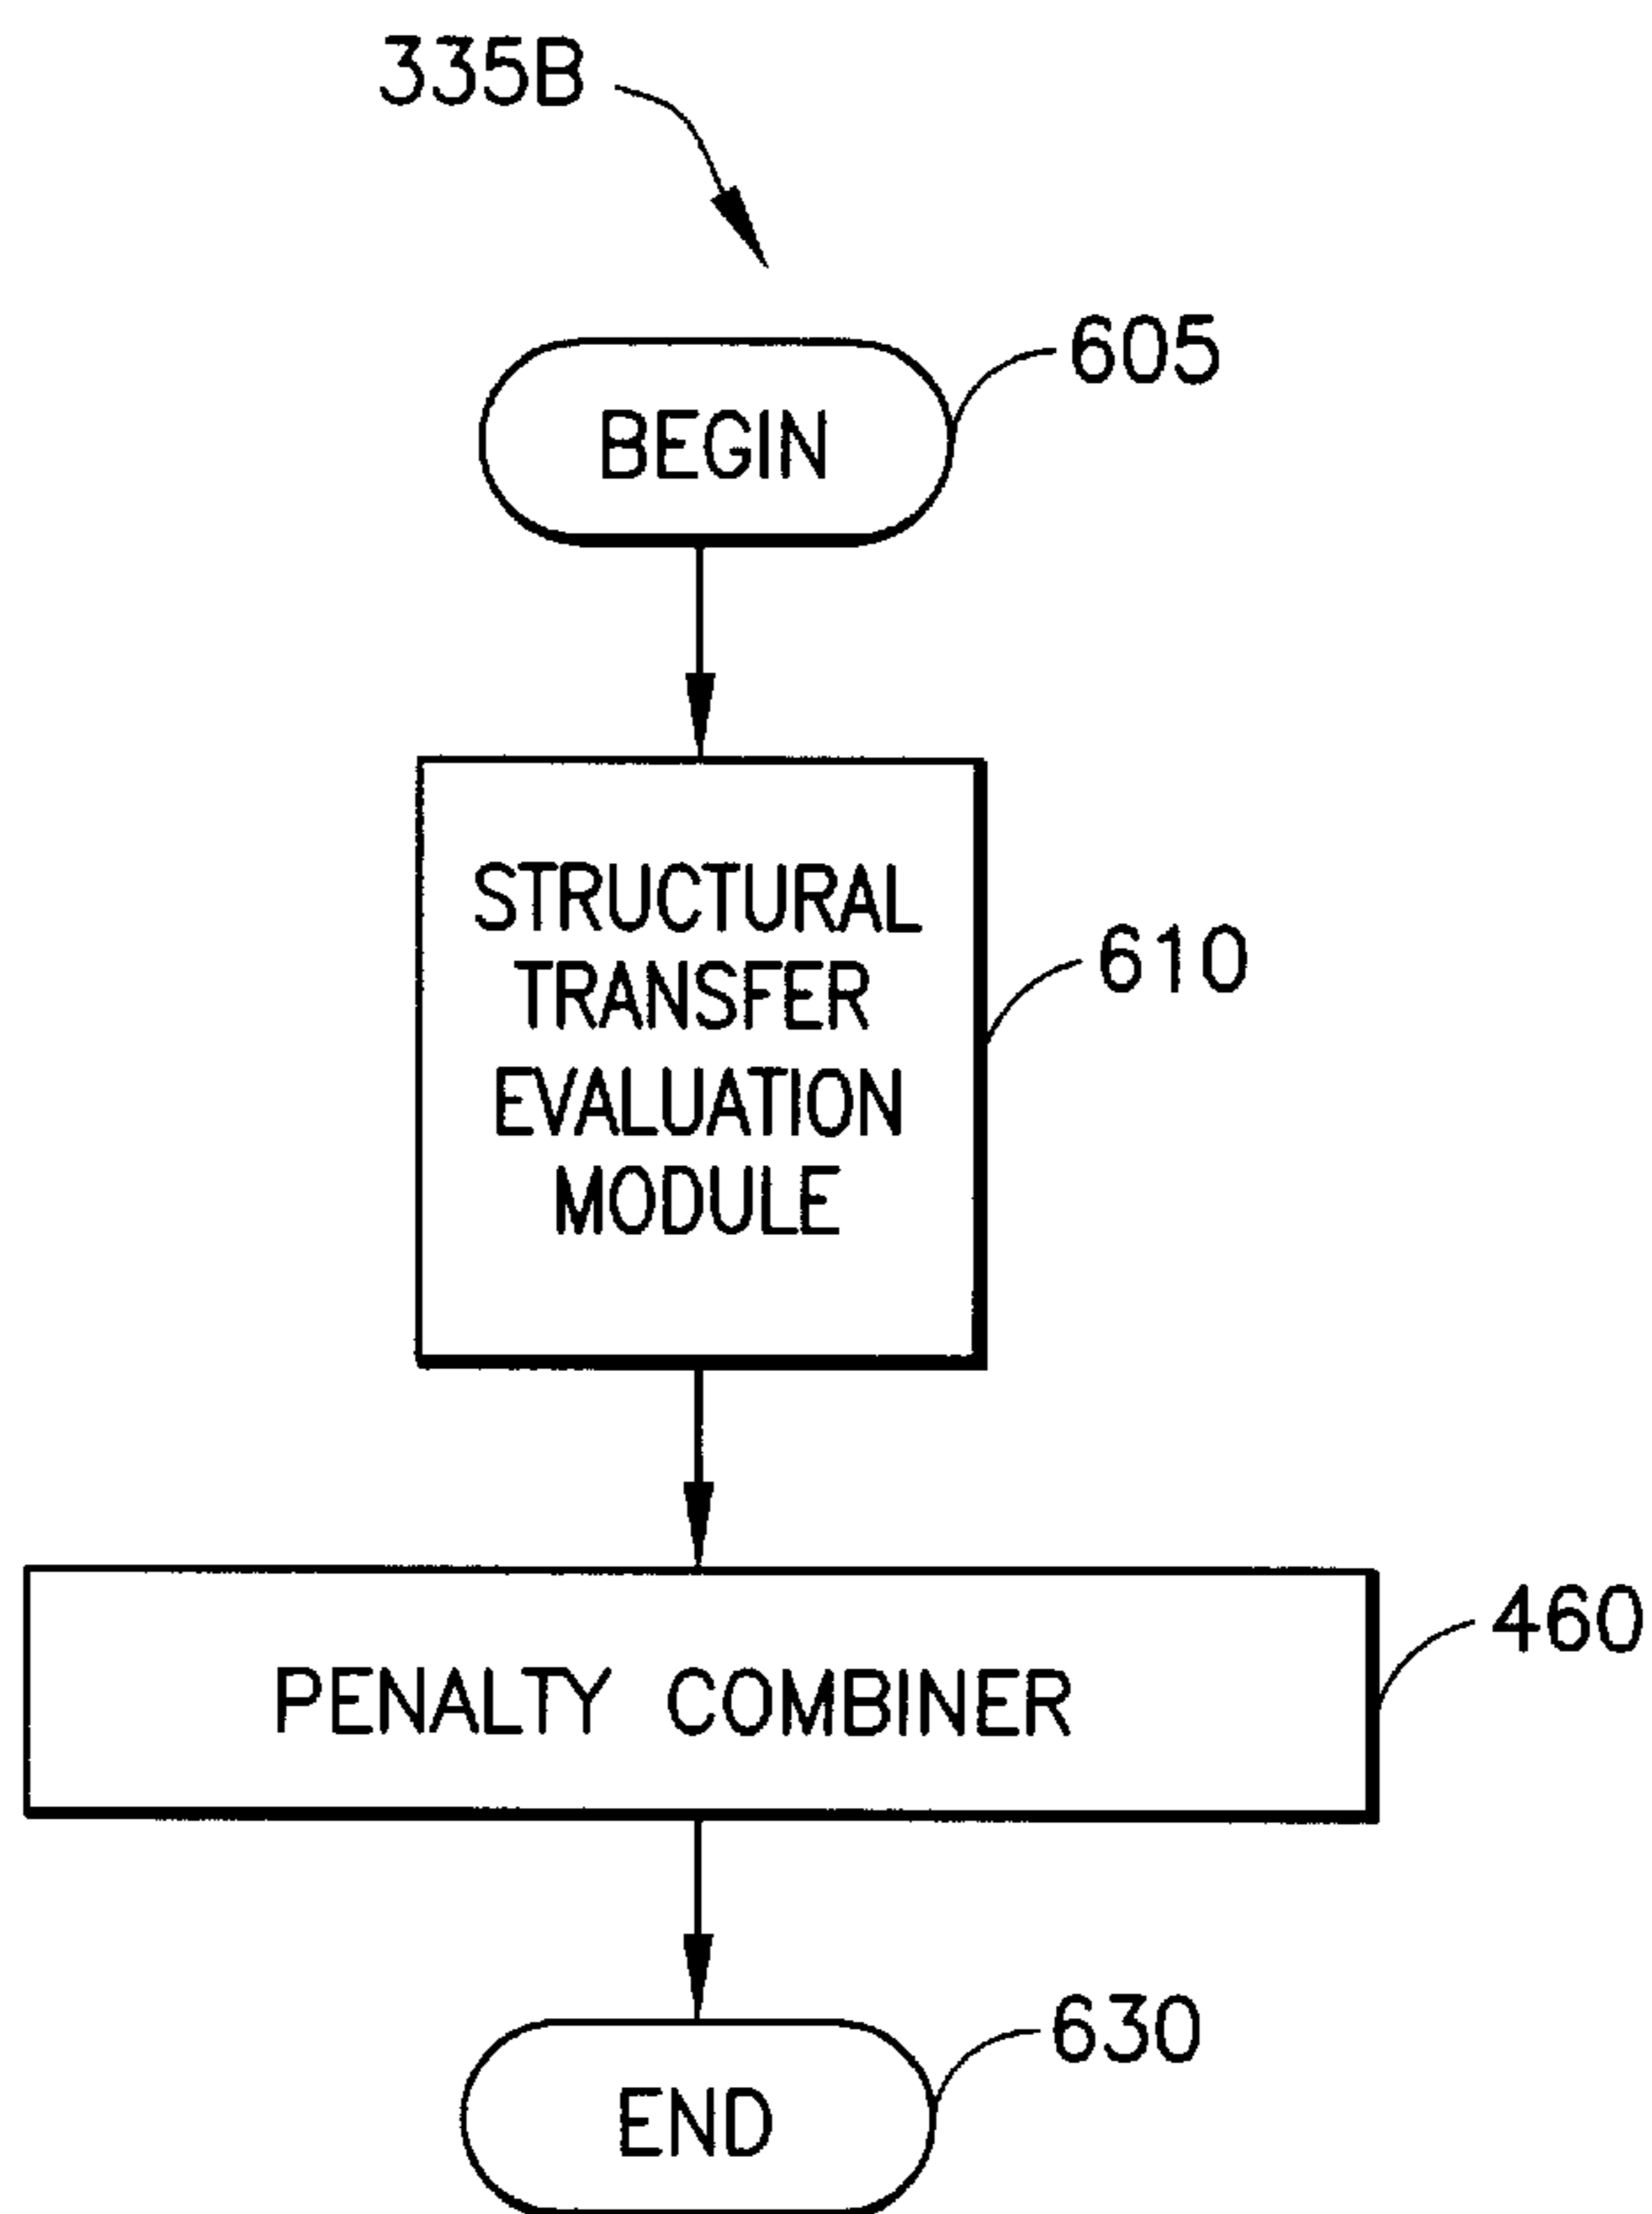 335B
605
BEGIN
STRUCTURAL
TRANSFER
EVALUATION
MODULE
610
460
PENALTY COMBINER
630
END